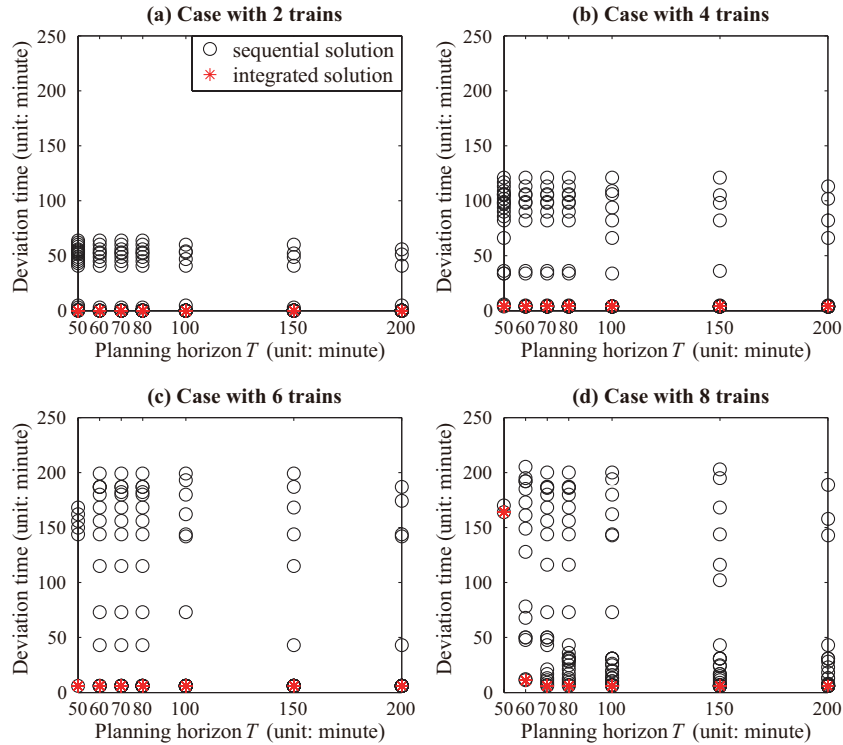 (a) Case with 2 trains
250
200
150
100
50
0
50 60 70 80 100 150 200
Deviation time (unit: minute)
Planning horizon T (unit: minute)
sequential solution
integrated solution
(b) Case with 4 trains
250
200
150
100
50
0
50 60 70 80 100 150 200
Deviation time (unit: minute)
Planning horizon T (unit: minute)
(c) Case with 6 trains
250
200
150
100
50
0
50 60 70 80 100 150 200
Deviation time (unit: minute)
Planning horizon T (unit: minute)
(d) Case with 8 trains
250
200
150
100
50
0
50 60 70 80 100 150 200
Deviation time (unit: minute)
Planning horizon T (unit: minute)